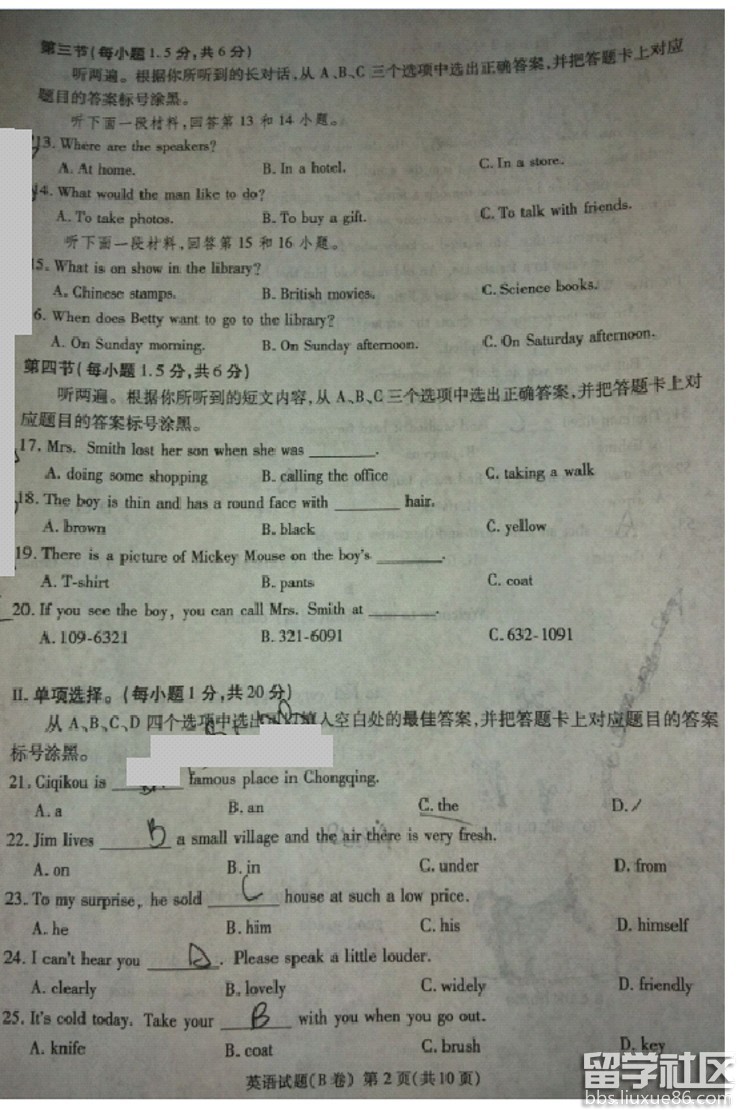 第三节(每小题1.5分,共6分)
听两遍。根据你所听到的长对话,从A、B、C三个选项中选出正确答案,并把答题卡上对应
题目的答案标号涂黑。
听下面一段材料,回答第13和14小题。
13. Where are the speakers?
A. At home. B. In a hotel. C. In a store.
14. What would the man like to do?
A. To take photos. B. To buy a gift. C. To talk with friends.
听下面一段材料,回答第15和16小题。
15. What is on show in the library?
A. Chinese stamps. B. British movies. C. Science books.
6. When does Betty want to go to the library?
A. On Sunday morning. B. On Sunday afternoon. C. On Saturday afternoon.
第四节(每小题1.5分,共6分)
听两遍。根据你所听到的短文内容,从A、B、C三个选项中选出正确答案,并把答题卡上对
应题目的答案标号涂黑。
17. Mrs. Smith lost her son when she was ________.
A. doing some shopping B. calling the office C. taking a walk
18. The boy is thin and has a round face with ________ hair.
A. brown B. black C. yellow
19. There is a picture of Mickey Mouse on the boy's ________.
A. T-shirt B. pants C. coat
20. If you see the boy, you can call Mrs. Smith at ________.
A. 109-6321 B. 321-6091 C. 632-1091
II. 单项选择。(每小题1分,共20分)
从A、B、C、D四个选项中选出 填入空白处的最佳答案,并把答题卡上对应题目的答案
标号涂黑。
21. Ciqikou is ________ famous place in Chongqing.
A. a B. an C. the D. /
22. Jim lives B a small village and the air there is very fresh.
A. on B. in C. under D. from
23. To my surprise, he sold C house at such a low price.
A. he B. him C. his D. himself
24. I can't hear you ________. Please speak a little louder.
A. clearly B. lovely C. widely D. friendly
25. It's cold today. Take your B with you when you go out.
A. knife B. coat C. brush D. key
英语试题(B卷) 第2页(共10页)
留学社区
bbs.liuxue86.com